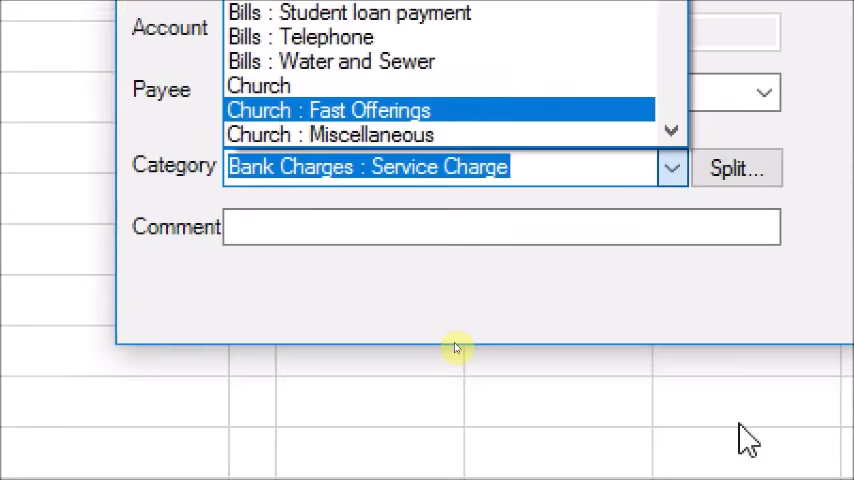 Account
Bills : Student loan payment
Bills : Telephone
Bills : Water and Sewer
Church
Payee
Church : Fast Offerings
Church : Miscellaneous
Category
Bank Charges : Service Charge
Split...
Comment